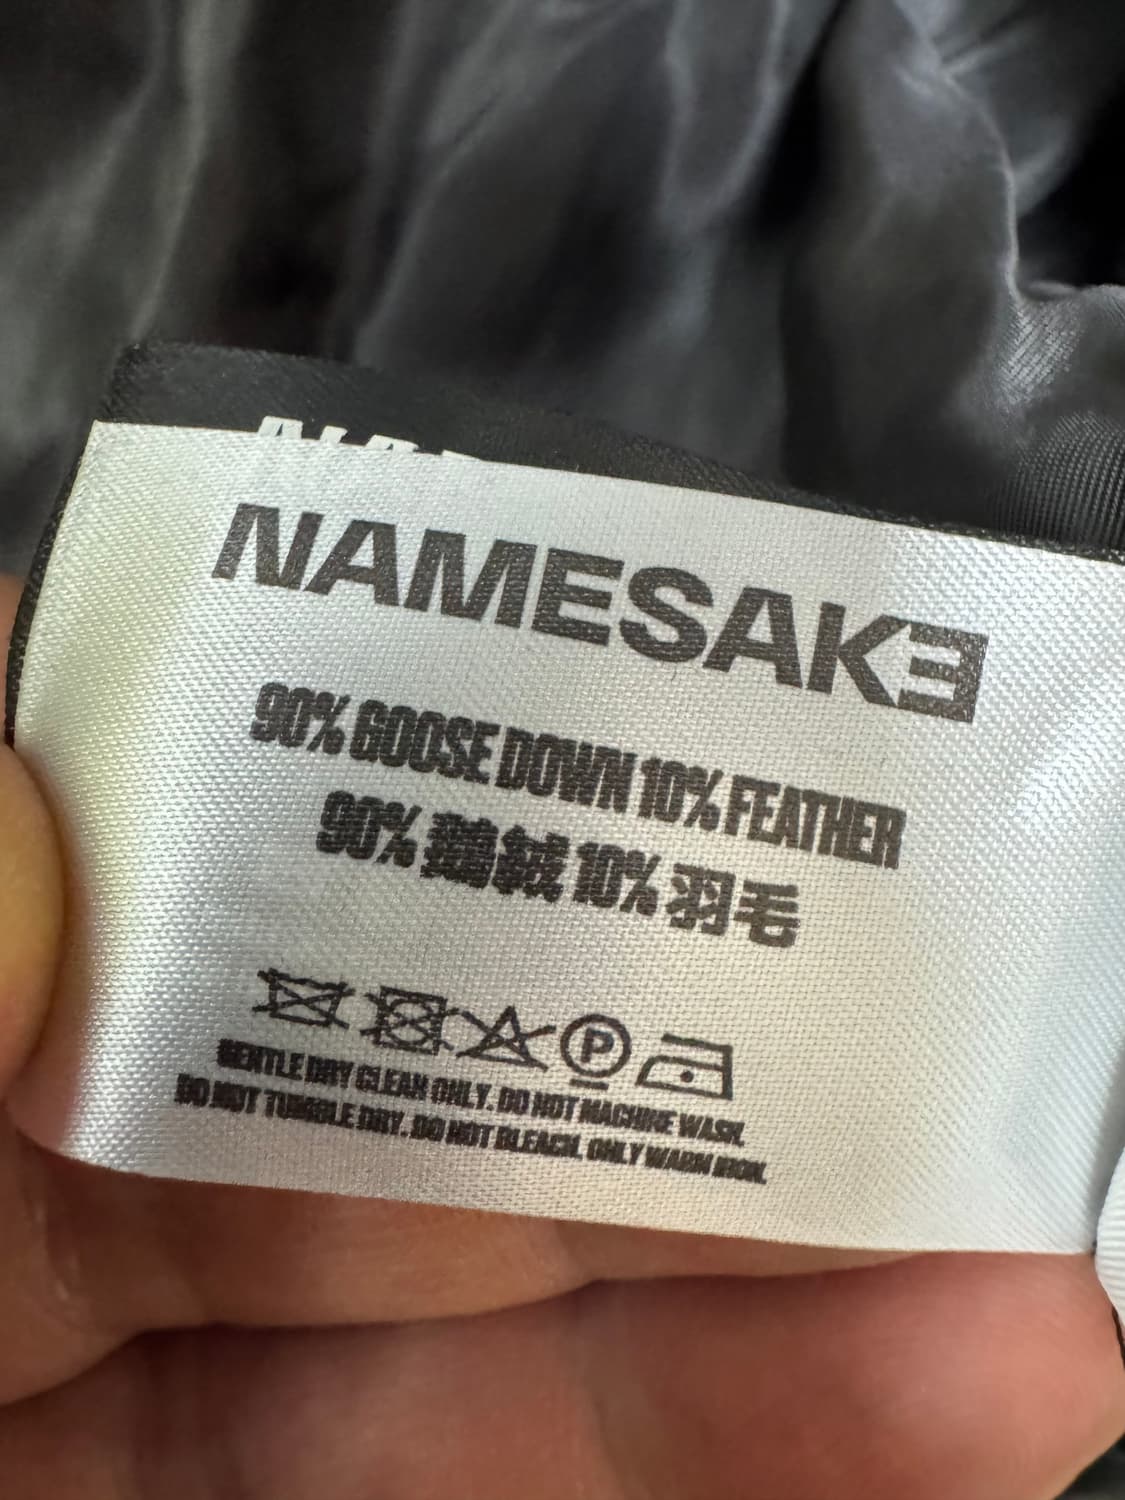 NAMESAKE
90% GOOSE DOWN 10% FEATHER
90% 鵝絨 10% 羽毛
P
GENTLE DRY CLEAN ONLY. DO NOT MACHINE WASH.
DO NOT TUMBLE DRY. DO NOT BLEACH. ONLY WARM IRON.